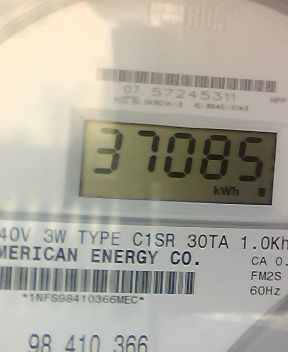 07 57245311
37085
kWh
40V 3W TYPE C1SR 30TA 1.0Kh
MERICAN ENERGY CO.
CA 0.
FM2S
*1NFS98410366MEC*
60Hz
98 410 366